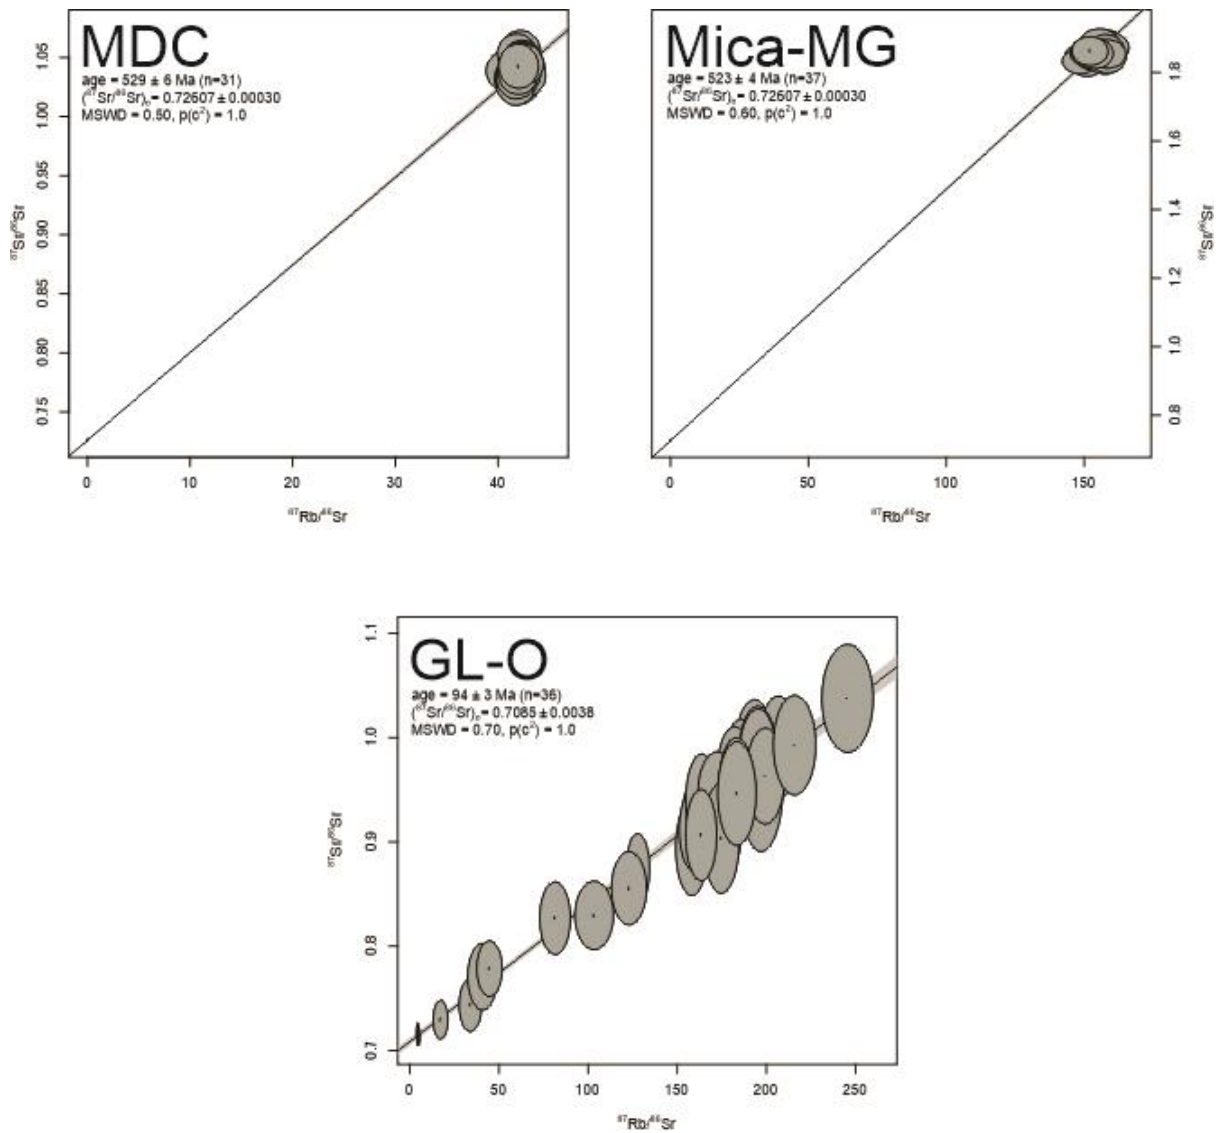 MDC
age = 529 ± 6 Ma (n=31)
(⁸⁷Sr/⁸⁶Sr)₀ = 0.72607 ± 0.00030
MSWD = 0.50, p(c²) = 1.0
⁸⁷Sr/⁸⁶Sr
0.75
0.80
0.85
0.90
0.95
1.00
1.05
0 10 20 30 40
⁸⁷Rb/⁸⁶Sr
Mica-MG
age = 523 ± 4 Ma (n=37)
(⁸⁷Sr/⁸⁶Sr)₀ = 0.72607 ± 0.00030
MSWD = 0.60, p(c²) = 1.0
⁸⁷Sr/⁸⁶Sr
0.8
1.0
1.2
1.4
1.6
1.8
0 50 100 150
⁸⁷Rb/⁸⁶Sr
GL-O
age = 94 ± 3 Ma (n=36)
(⁸⁷Sr/⁸⁶Sr)₀ = 0.7085 ± 0.0038
MSWD = 0.70, p(c²) = 1.0
⁸⁷Sr/⁸⁶Sr
0.7
0.8
0.9
1.0
1.1
0 50 100 150 200 250
⁸⁷Rb/⁸⁶Sr